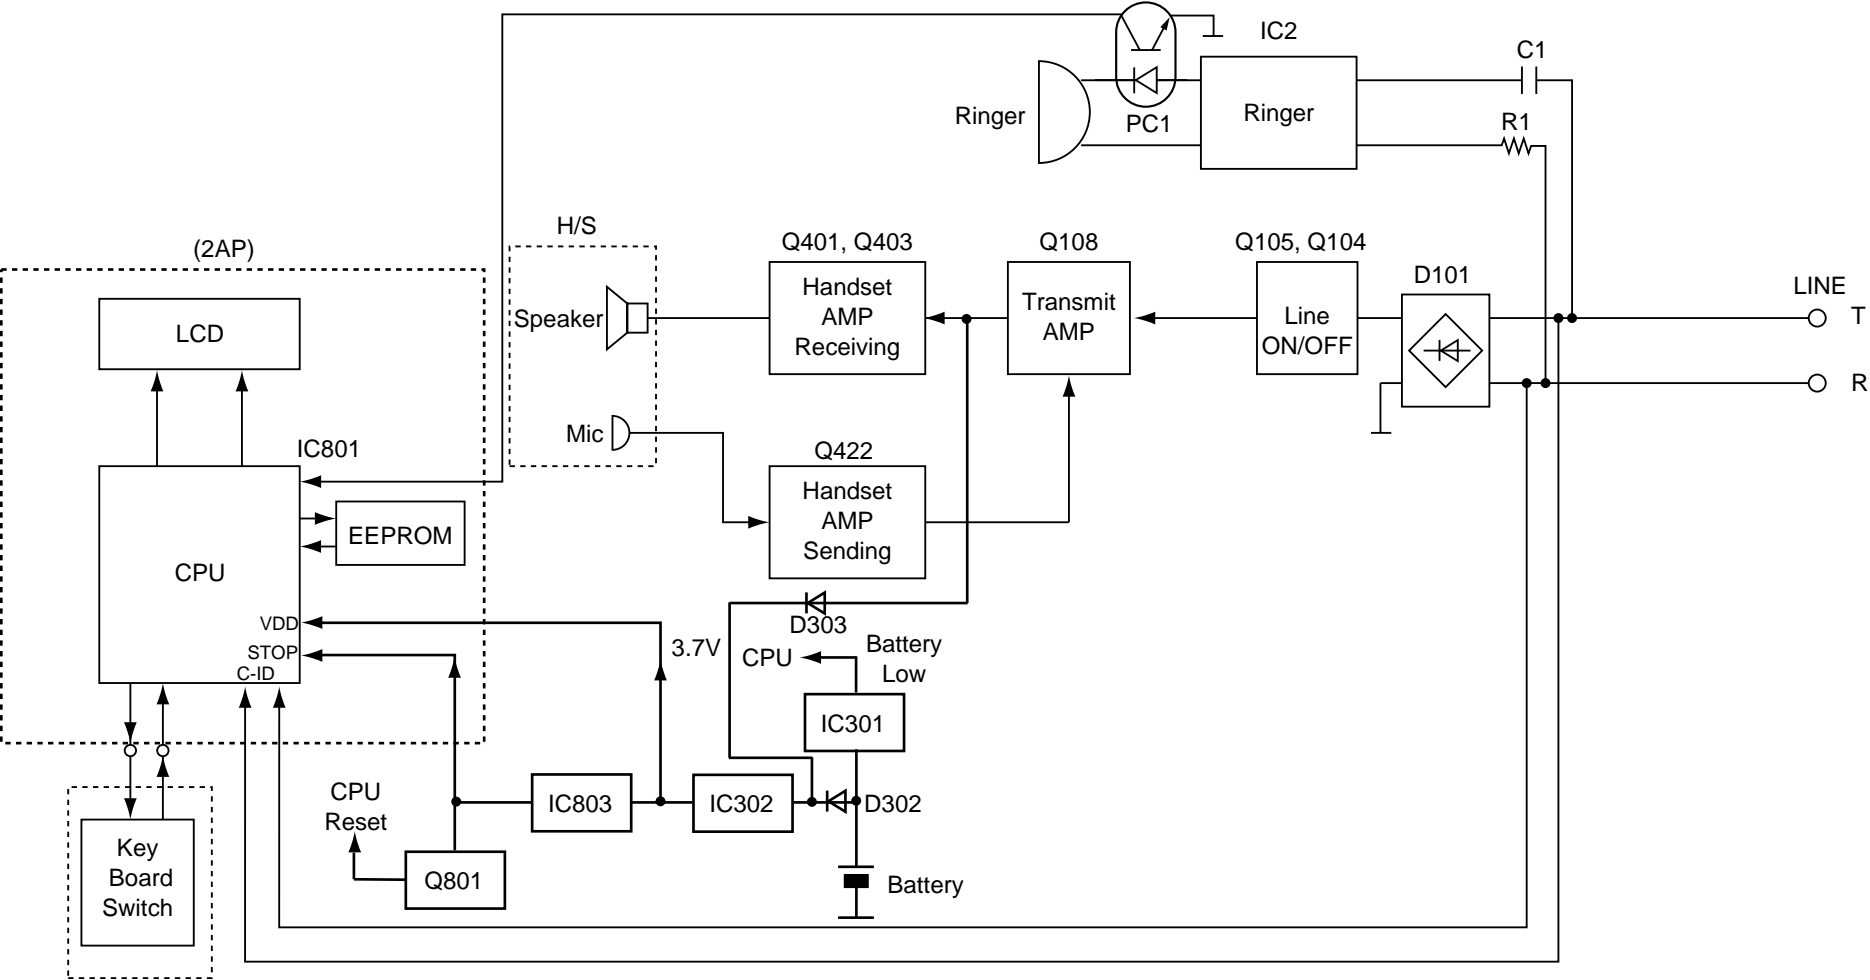 IC2
C1
Ringer
PC1
Ringer
R1
(2AP)
H/S
Q401, Q403
Q108
Q105, Q104
D101
LINE
LCD
Speaker
Handset
AMP
Receiving
Transmit
AMP
Line
ON/OFF
T
R
Mic
IC801
Q422
CPU
EEPROM
Handset
AMP
Sending
VDD
STOP
C-ID
3.7V
D303
CPU
Battery
Low
IC301
CPU
Reset
IC803
IC302
D302
Key
Board
Switch
Q801
Battery